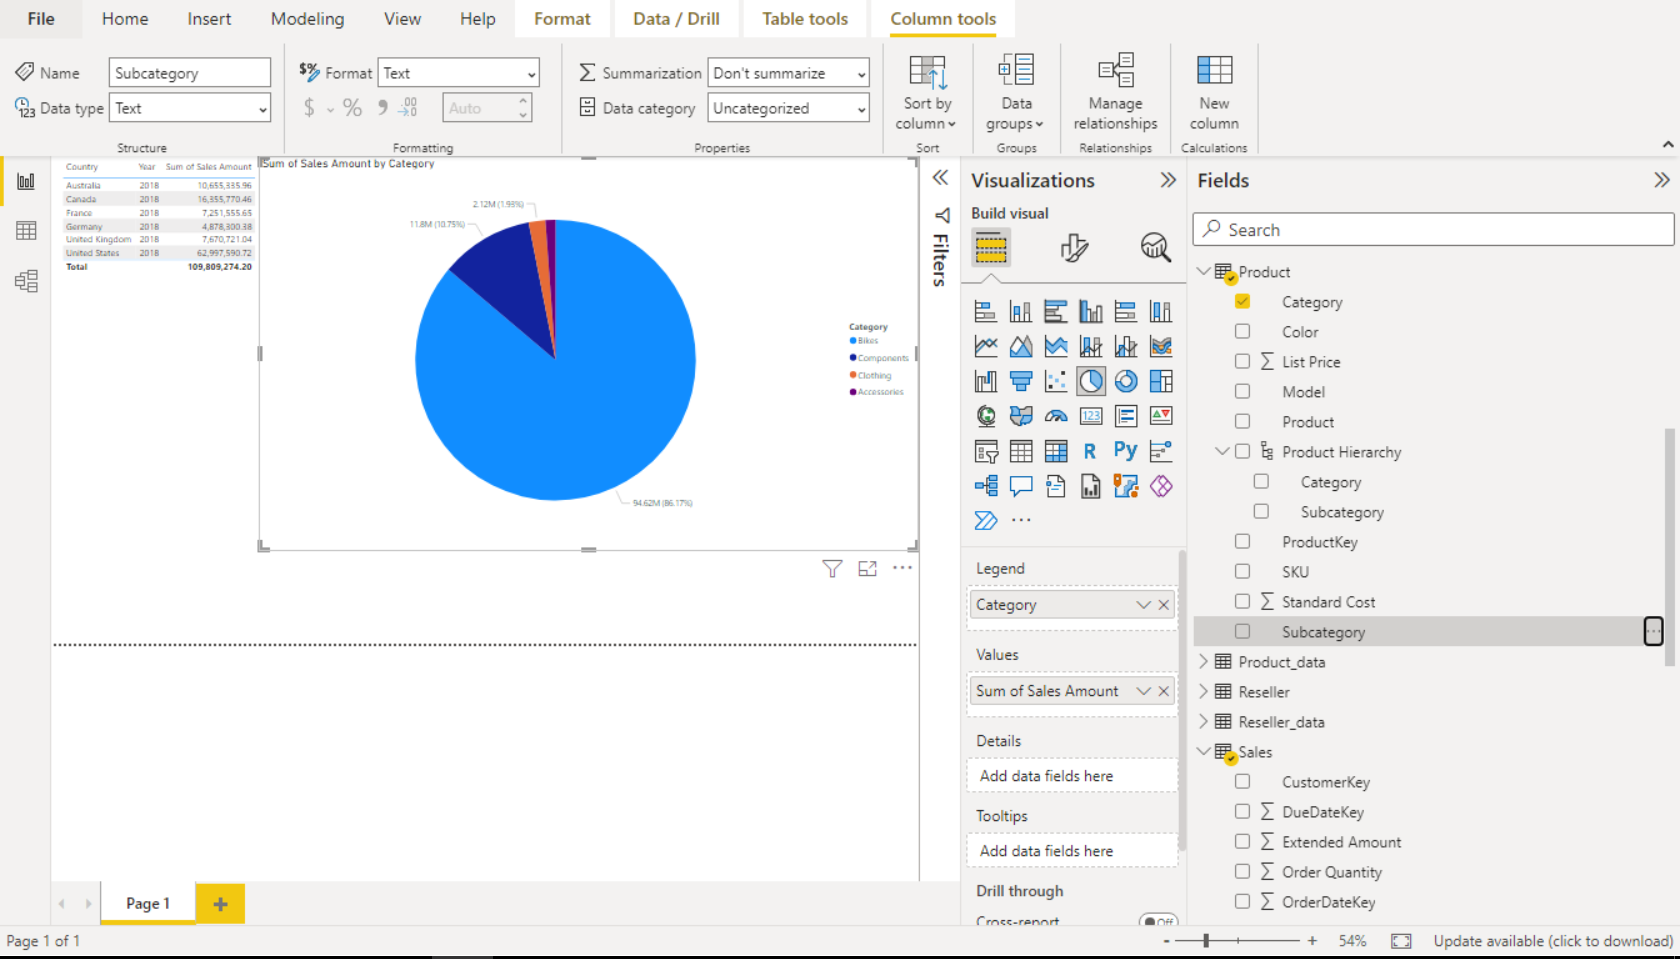 File Home Insert Modeling View Help Format Data / Drill Table tools Column tools
Name Subcategory
Data type Text
Structure
$% Format Text
$ % 9 .00 Auto
Formatting
Summarization Don't summarize
Data category Uncategorized
Properties
Sort by
column
Sort
Data
groups
Groups
Manage
relationships
Relationships
New
column
Calculations
Country Year Sum of Sales Amount
Australia 2018 10,655,335.96
Canada 2018 16,355,770.46
France 2018 7,251,555.65
Germany 2018 4,878,300.38
United Kingdom 2018 7,670,721.04
United States 2018 62,997,590.72
Total 109,809,274.20
Sum of Sales Amount by Category
2.12M (1.93%)
11.8M (10.75%)
94.62M (86.17%)
Category
Bikes
Components
Clothing
Accessories
Filters
Visualizations
Build visual
123
R Py
Legend
Category
Values
Sum of Sales Amount
Details
Add data fields here
Tooltips
Add data fields here
Drill through
Cross-report Off
Fields
Search
Product
Category
Color
List Price
Model
Product
Product Hierarchy
Category
Subcategory
ProductKey
SKU
Standard Cost
Subcategory
Product_data
Reseller
Reseller_data
Sales
CustomerKey
DueDateKey
Extended Amount
Order Quantity
OrderDateKey
Page 1 +
Page 1 of 1
- + 54% Update available (click to download)